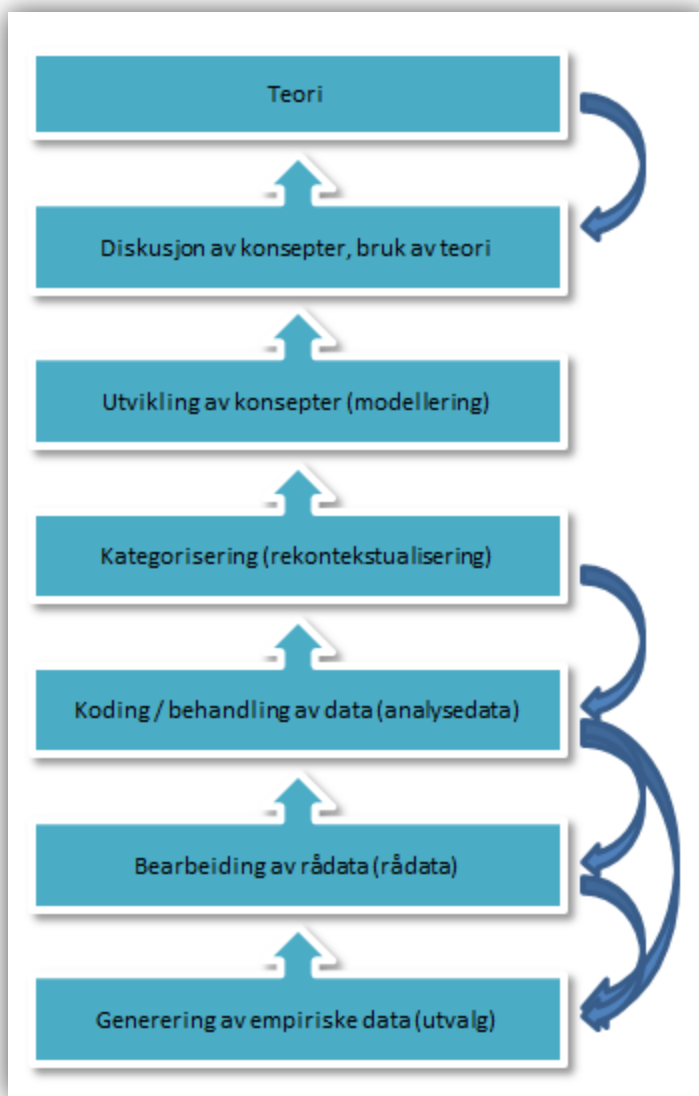 Teori
Diskusjon av konsepter, bruk av teori
Utvikling av konsepter (modellering)
Kategorisering (rekontekstualisering)
Koding / behandling av data (analysedata)
Bearbeiding av rådata (rådata)
Generering av empiriske data (utvalg)